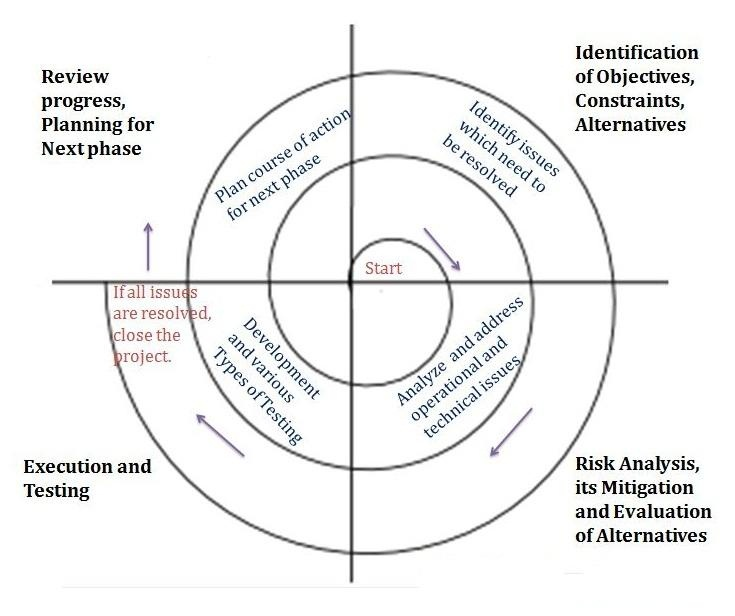 Review
progress,
Planning for
Next phase
Identification
of Objectives,
Constraints,
Alternatives
Plan course of action
for next phase
Identify issues
which need to
be resolved
Start
If all issues
are resolved,
close the
project.
Development
and various
Types of Testing
Analyze and address
operational and
technical issues
Execution and
Testing
Risk Analysis,
its Mitigation
and Evaluation
of Alternatives